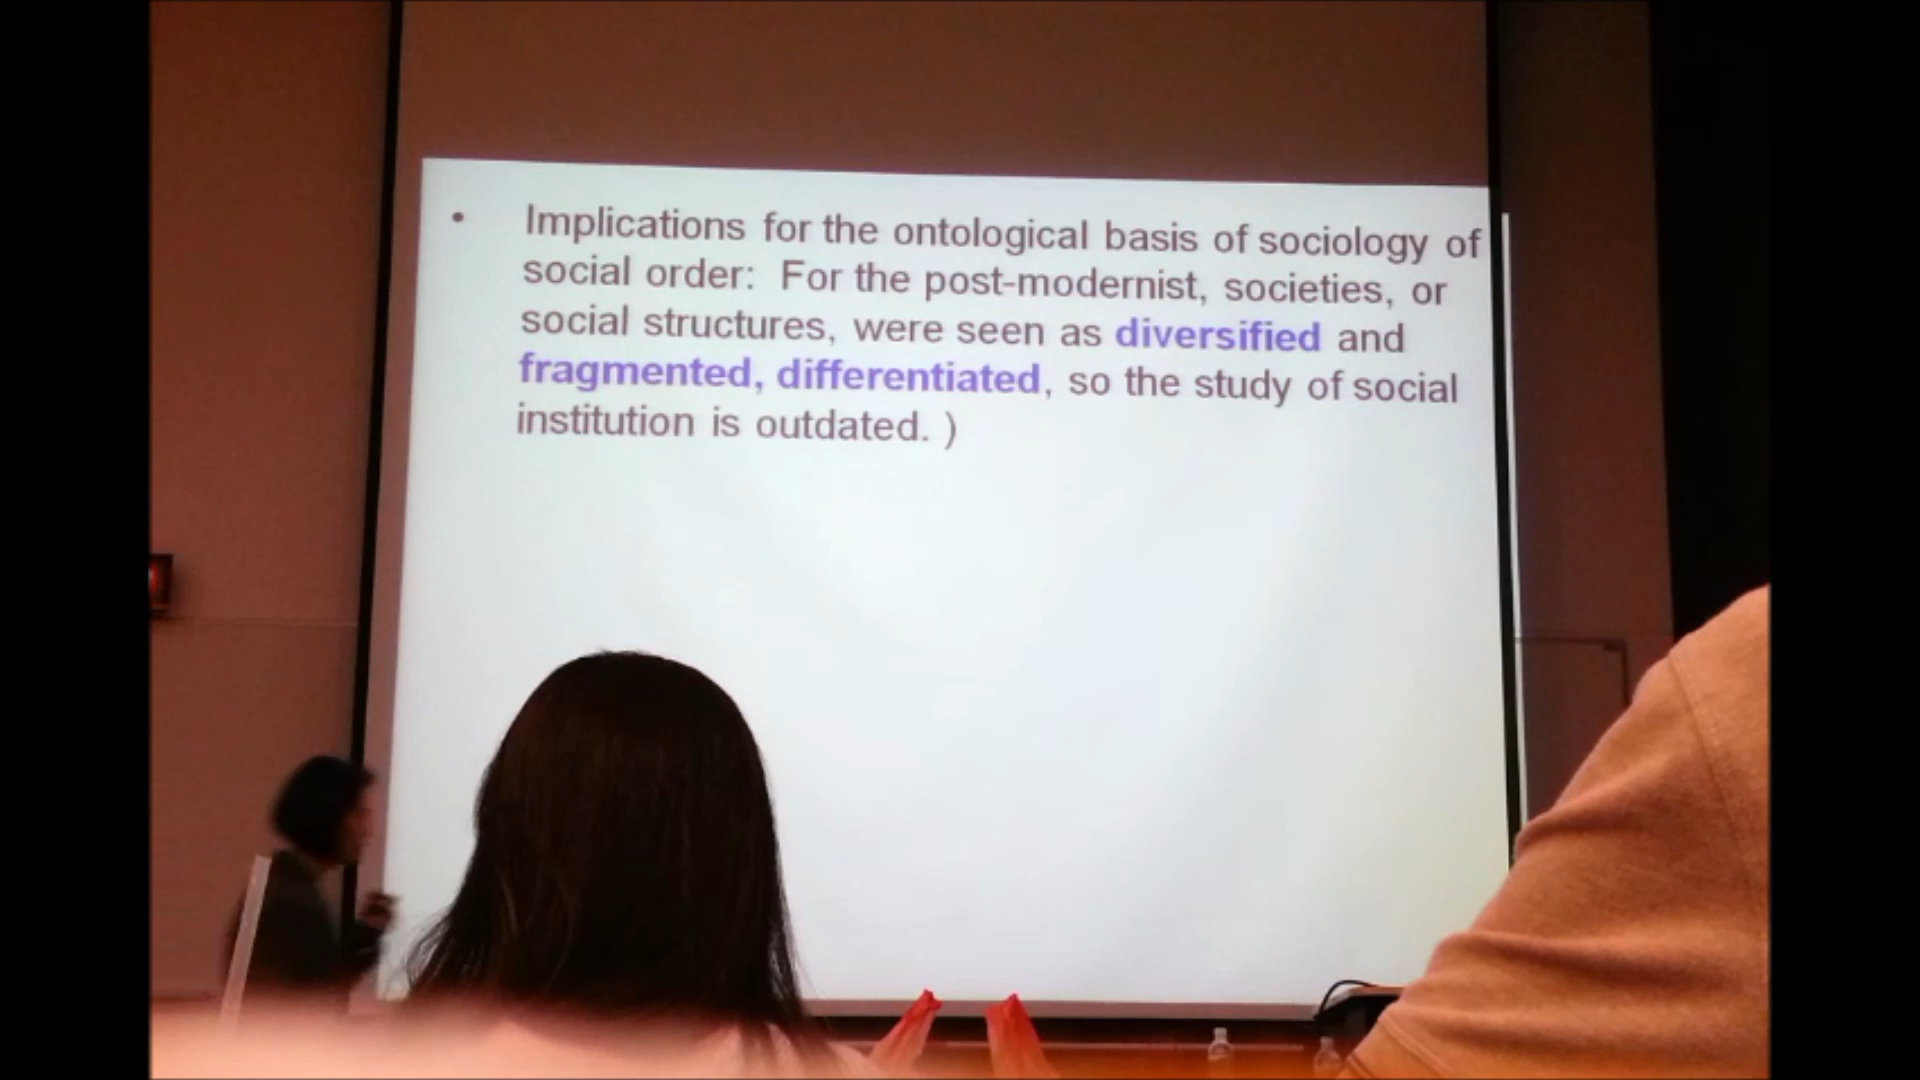 • Implications for the ontological basis of sociology of
social order: For the post-modernist, societies, or
social structures, were seen as diversified and
fragmented, differentiated, so the study of social
institution is outdated. )